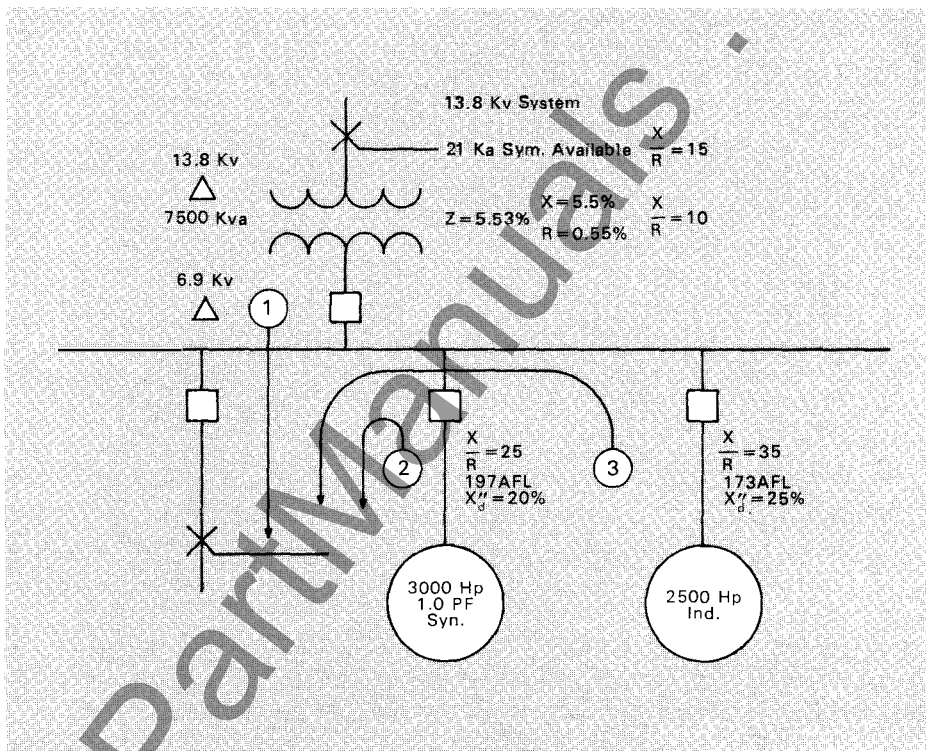 13.8 Kv System
21 Ka Sym. Available X/R = 15
13.8 Kv
△
7500 Kva
Z = 5.53% X = 5.5% R = 0.55% X/R = 10
6.9 Kv
△
1
2
3
X/R = 25
197AFL
X″d = 20%
X/R = 35
173AFL
X″d. = 25%
3000 Hp
1.0 PF
Syn.
2500 Hp
Ind.
PartManuals .